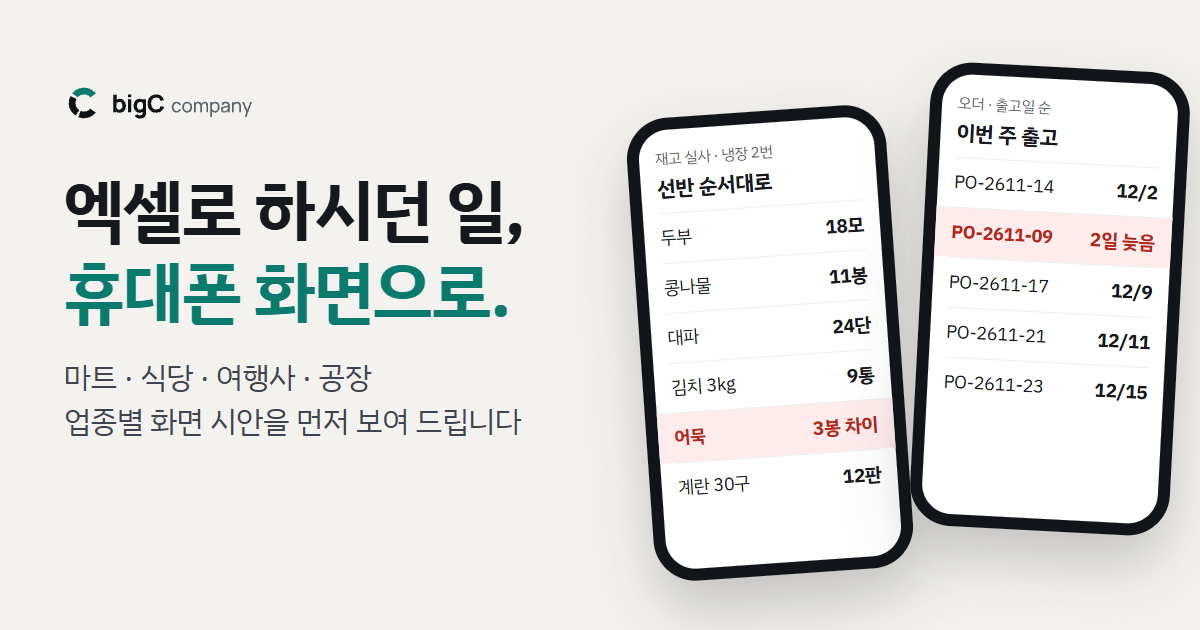 bigC company
엑셀로 하시던 일,
휴대폰 화면으로.
마트 · 식당 · 여행사 · 공장
업종별 화면 시안을 먼저 보여 드립니다
재고 실사 · 냉장 2번
선반 순서대로
두부 18모
콩나물 11봉
대파 24단
김치 3kg 9통
어묵 3봉 차이
계란 30구 12판
오더 · 출고일 순
이번 주 출고
PO-2611-14 12/2
PO-2611-09 2일 늦음
PO-2611-17 12/9
PO-2611-21 12/11
PO-2611-23 12/15